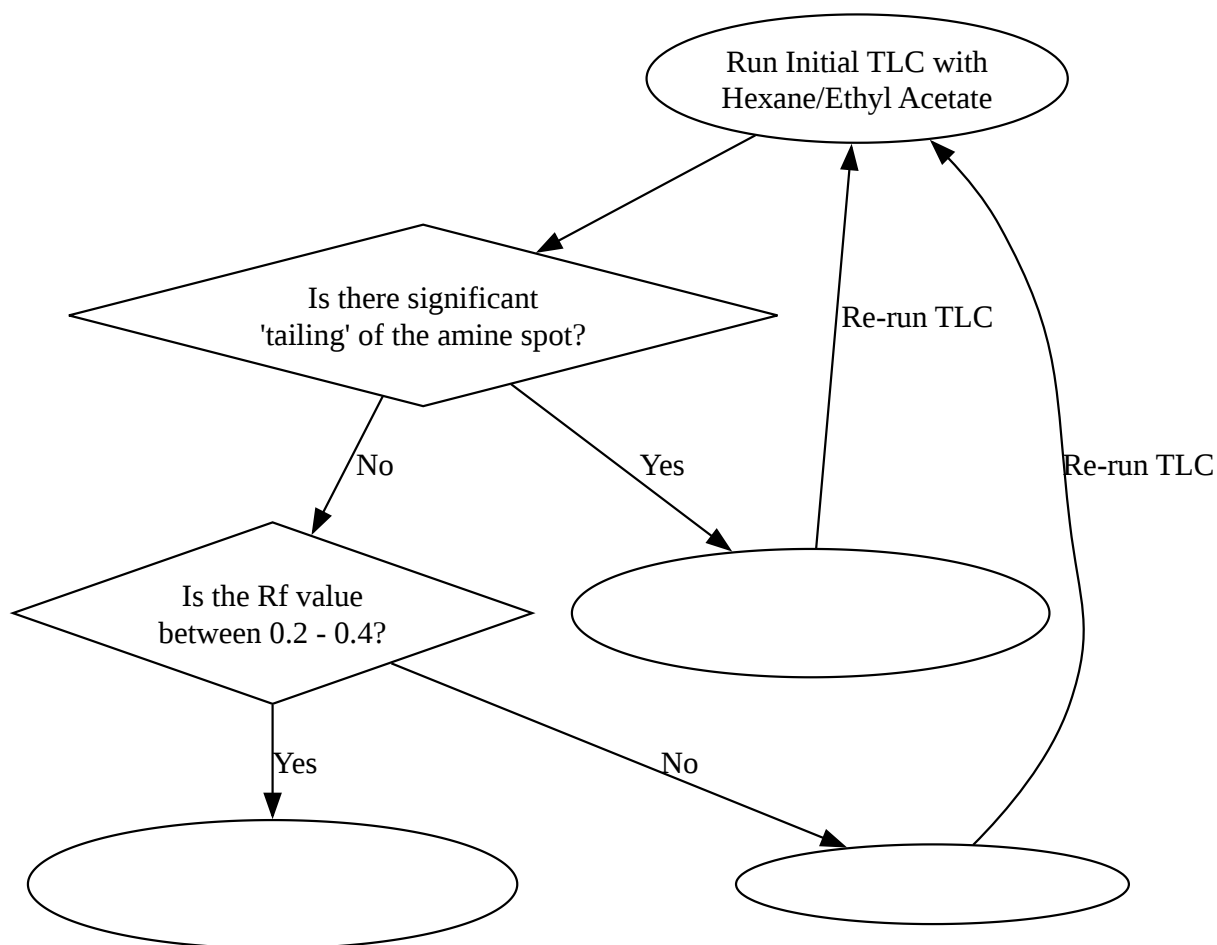 Run Initial TLC with
Hexane/Ethyl Acetate
Is there significant
'tailing' of the amine spot?
Re-run TLC
No
Yes
Re-run TLC
Is the Rf value
between 0.2 - 0.4?
Yes
No